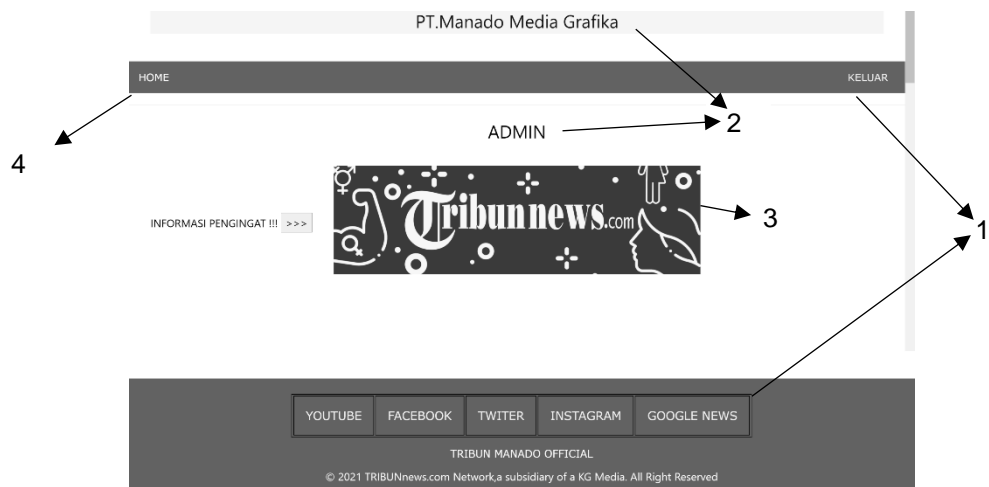 PT.Manado Media Grafika
HOME KELUAR
2
ADMIN
4
Tribunnews.com
3
INFORMASI PENGINGAT !!! >>>
1
YOUTUBE FACEBOOK TWITER INSTAGRAM GOOGLE NEWS
TRIBUN MANADO OFFICIAL
© 2021 TRIBUNnews.com Network,a subsidiary of a KG Media. All Right Reserved